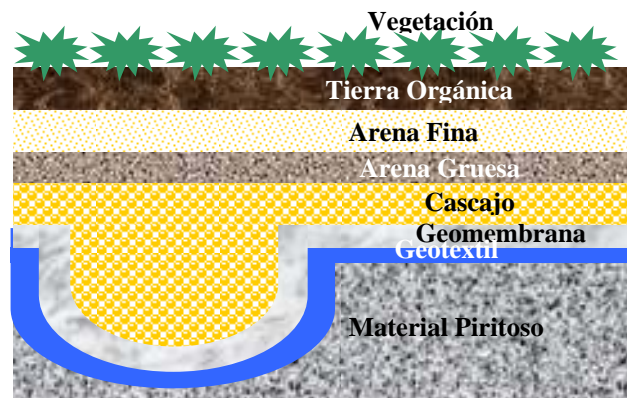 Vegetación
Tierra Orgánica
Arena Fina
Arena Gruesa
Cascajo
Geomembrana
Geotextil
Material Piritoso